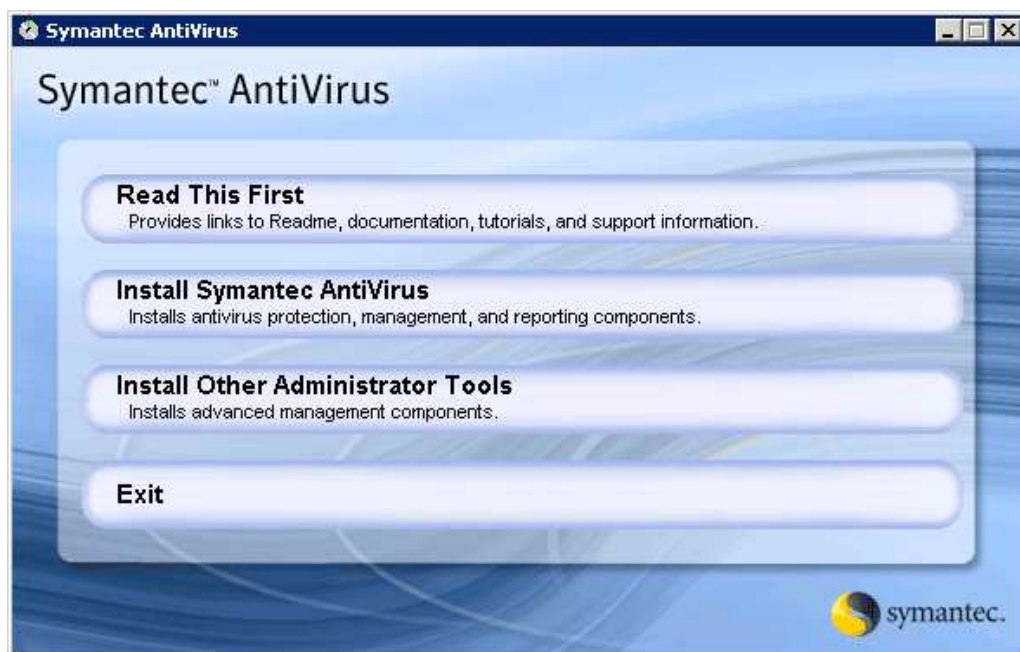 Symantec AntiVirus
Symantec™ AntiVirus
Read This First
Provides links to Readme, documentation, tutorials, and support information.
Install Symantec AntiVirus
Installs antivirus protection, management, and reporting components.
Install Other Administrator Tools
Installs advanced management components.
Exit
symantec.